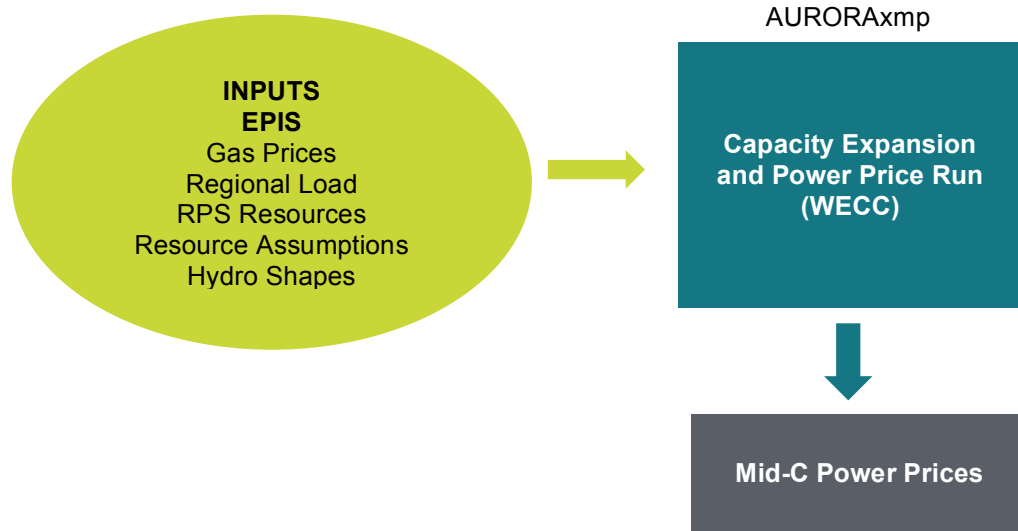 INPUTS
EPIS
Gas Prices
Regional Load
RPS Resources
Resource Assumptions
Hydro Shapes
AURORAxmp
Capacity Expansion
and Power Price Run
(WECC)
Mid-C Power Prices